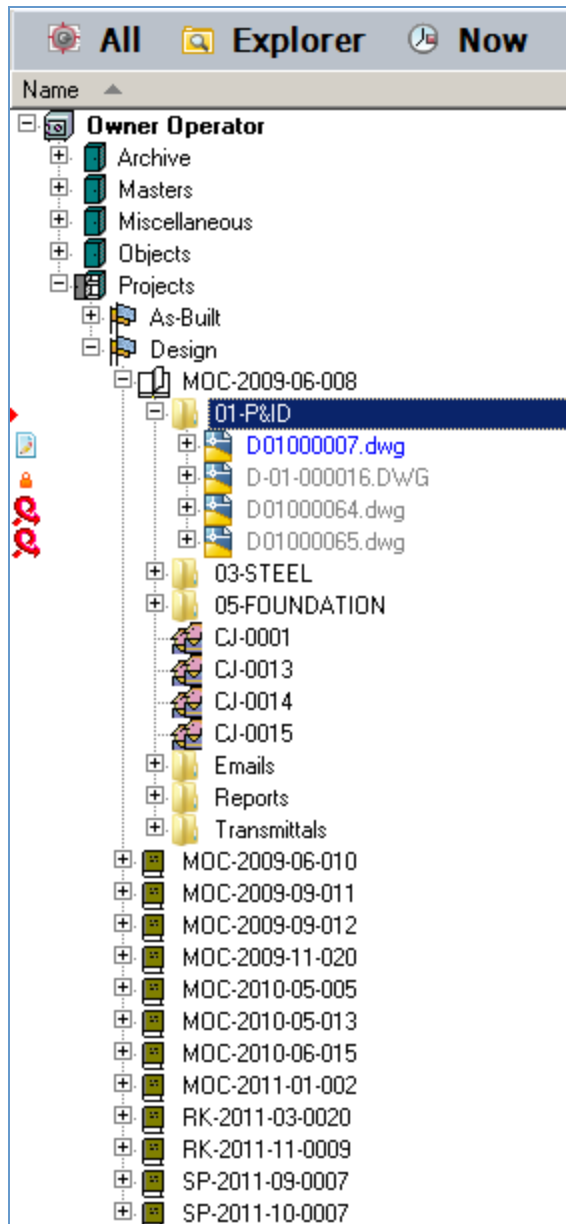 All Explorer Now
Name
Owner Operator
Archive
Masters
Miscellaneous
Objects
Projects
As-Built
Design
MOC-2009-06-008
01-P&ID
D01000007.dwg
D-01-000016.DWG
D01000064.dwg
D01000065.dwg
03-STEEL
05-FOUNDATION
CJ-0001
CJ-0013
CJ-0014
CJ-0015
Emails
Reports
Transmittals
MOC-2009-06-010
MOC-2009-09-011
MOC-2009-09-012
MOC-2009-11-020
MOC-2010-05-005
MOC-2010-05-013
MOC-2010-06-015
MOC-2011-01-002
RK-2011-03-0020
RK-2011-11-0009
SP-2011-09-0007
SP-2011-10-0007